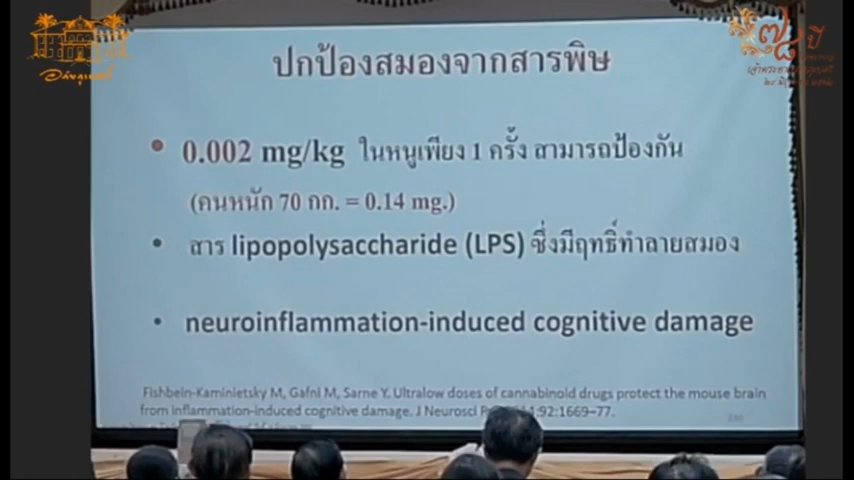 ปกป้องสมองจากสารพิษ
• 0.002 mg/kg ในหนูเพียง 1 ครั้ง สามารถป้องกัน
(คนหนัก 70 กก. = 0.14 mg.)
• สาร lipopolysaccharide (LPS) ซึ่งมีฤทธิ์ทำลายสมอง
• neuroinflammation-induced cognitive damage
Fishbein-Kaminietsky M, Gafni M, Sarne Y. Ultralow doses of cannabinoid drugs protect the mouse brain
from inflammation-induced cognitive damage. J Neurosci 92:1669–77.